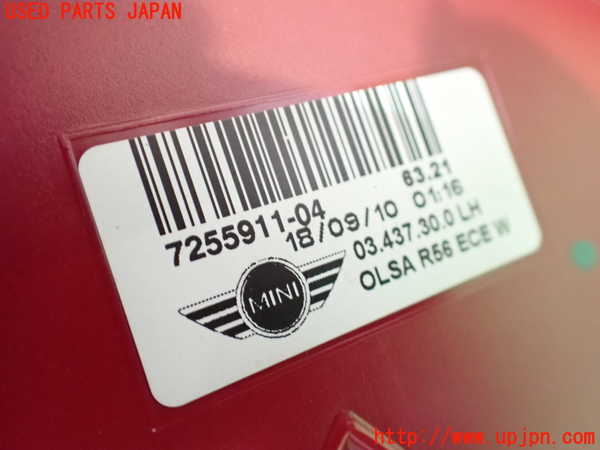 USED PARTS JAPAN
7255911-04
63.21
18/09/10
01:16
03.437.30.0 LH
OLSA R56 ECE W
MINI
http://www.upjpn.com/